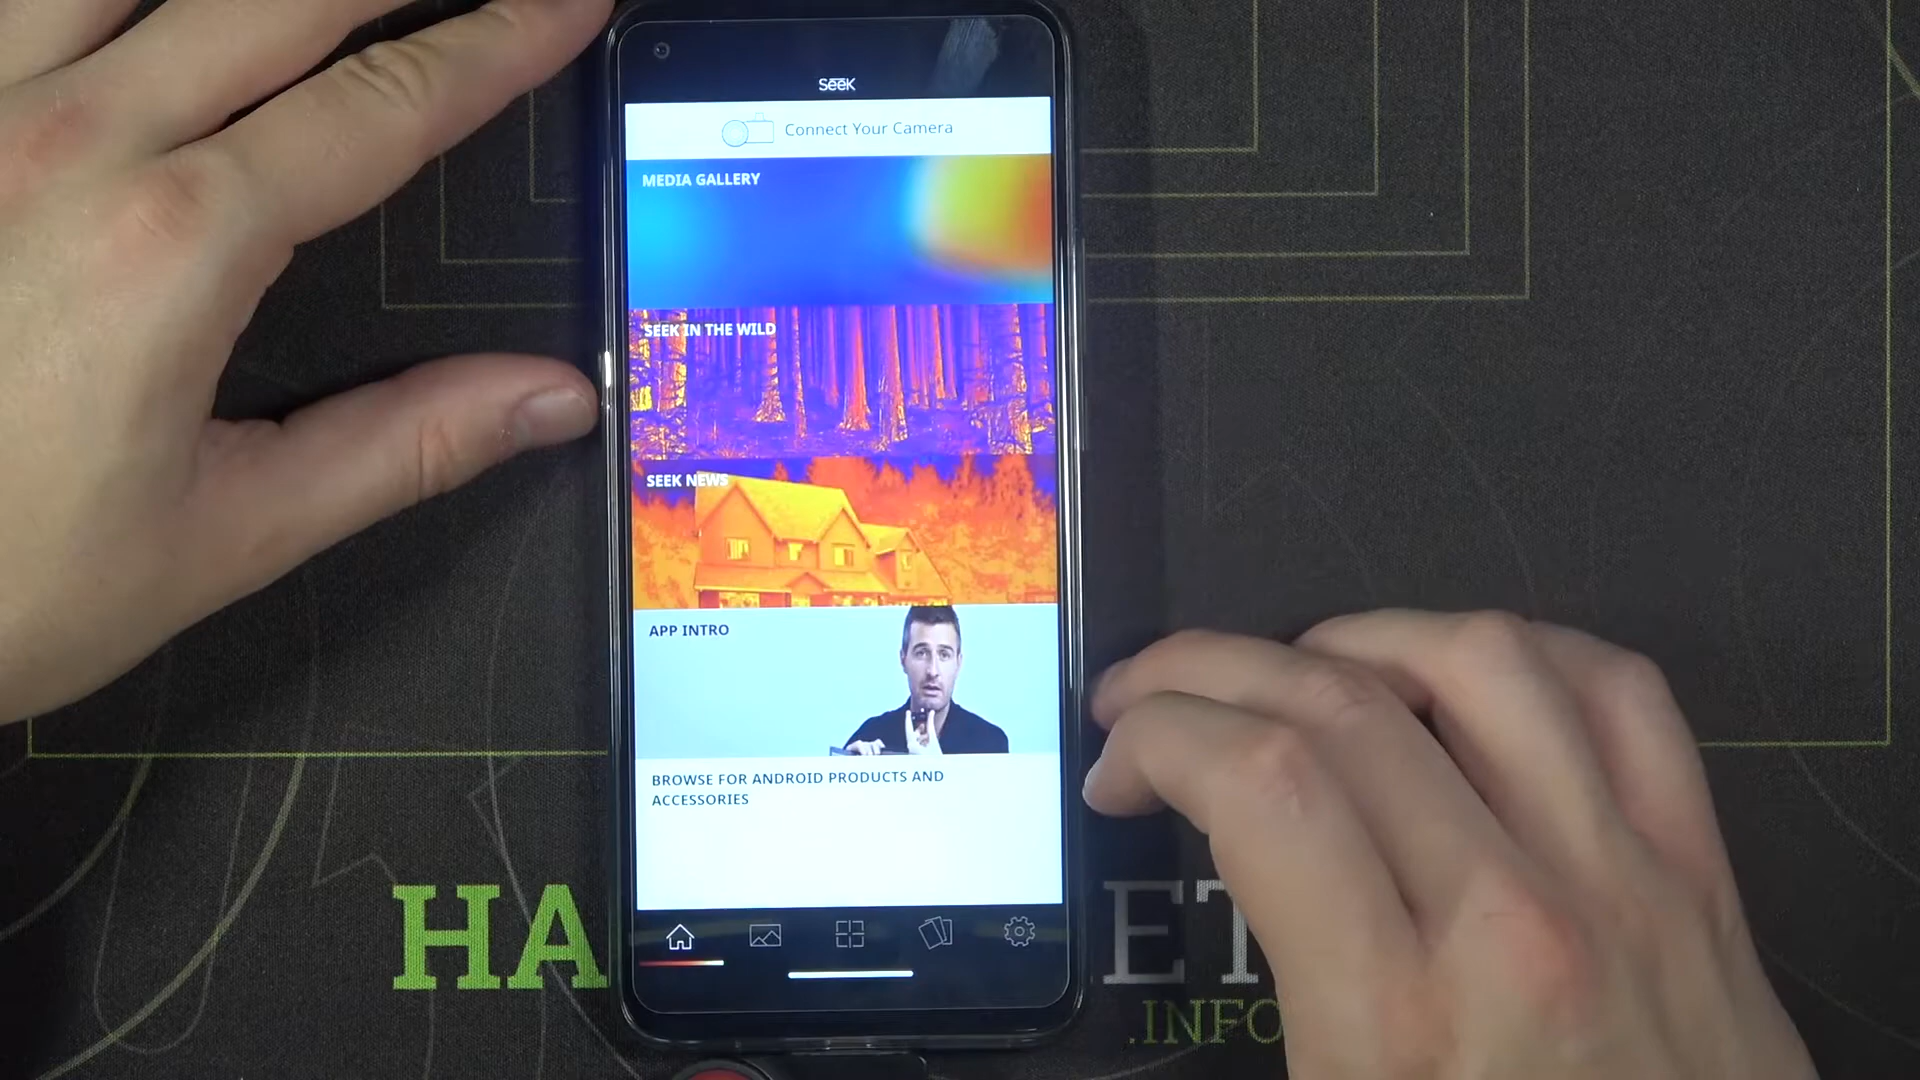 SeeK
Connect Your Camera
MEDIA GALLERY
SEEK IN THE WILD
SEEK NEWS
APP INTRO
BROWSE FOR ANDROID PRODUCTS AND
ACCESSORIES
HA ET
.INFO